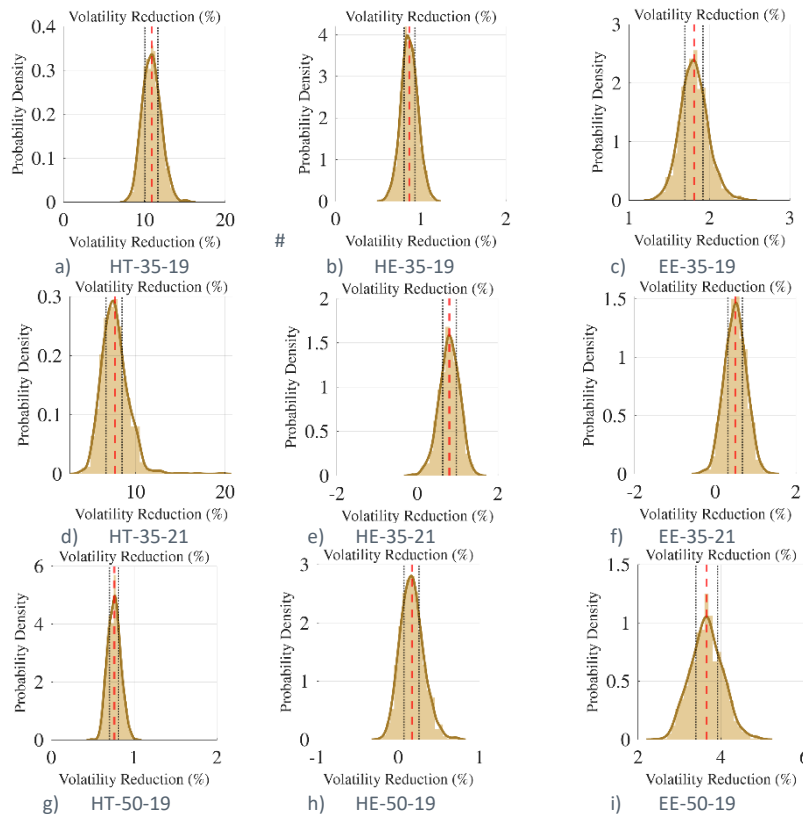 Volatility Reduction (%) Volatility Reduction (%) Volatility Reduction (%)
Probability Density
0.4
0.3
0.2
0.1
0
0 10 20
Volatility Reduction (%)
a) HT-35-19
Probability Density
4
3
2
1
0
0 1 2
Volatility Reduction (%)
#
b) HE-35-19
Probability Density
3
2
1
0
1 2 3
Volatility Reduction (%)
c) EE-35-19
Volatility Reduction (%) Volatility Reduction (%) Volatility Reduction (%)
Probability Density
0.3
0.2
0.1
0
10 20
Volatility Reduction (%)
d) HT-35-21
Probability Density
2
1.5
1
0.5
0
-2 0 2
Volatility Reduction (%)
e) HE-35-21
Probability Density
1.5
1
0.5
0
-2 0 2
Volatility Reduction (%)
f) EE-35-21
Volatility Reduction (%) Volatility Reduction (%) Volatility Reduction (%)
Probability Density
6
4
2
0
0 1 2
Volatility Reduction (%)
g) HT-50-19
Probability Density
3
2
1
0
-1 0 1
Volatility Reduction (%)
h) HE-50-19
Probability Density
1.5
1
0.5
0
2 4 6
Volatility Reduction (%)
i) EE-50-19